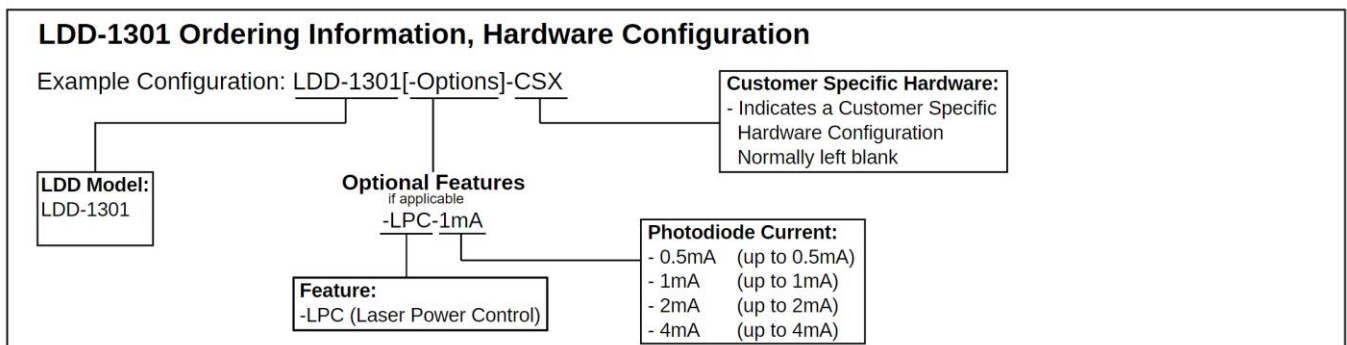 LDD-1301 Ordering Information, Hardware Configuration
Example Configuration: LDD-1301[-Options]-CSX
Customer Specific Hardware:
- Indicates a Customer Specific
Hardware Configuration
Normally left blank
LDD Model:
LDD-1301
Optional Features
if applicable
-LPC-1mA
Feature:
-LPC (Laser Power Control)
Photodiode Current:
- 0.5mA (up to 0.5mA)
- 1mA (up to 1mA)
- 2mA (up to 2mA)
- 4mA (up to 4mA)